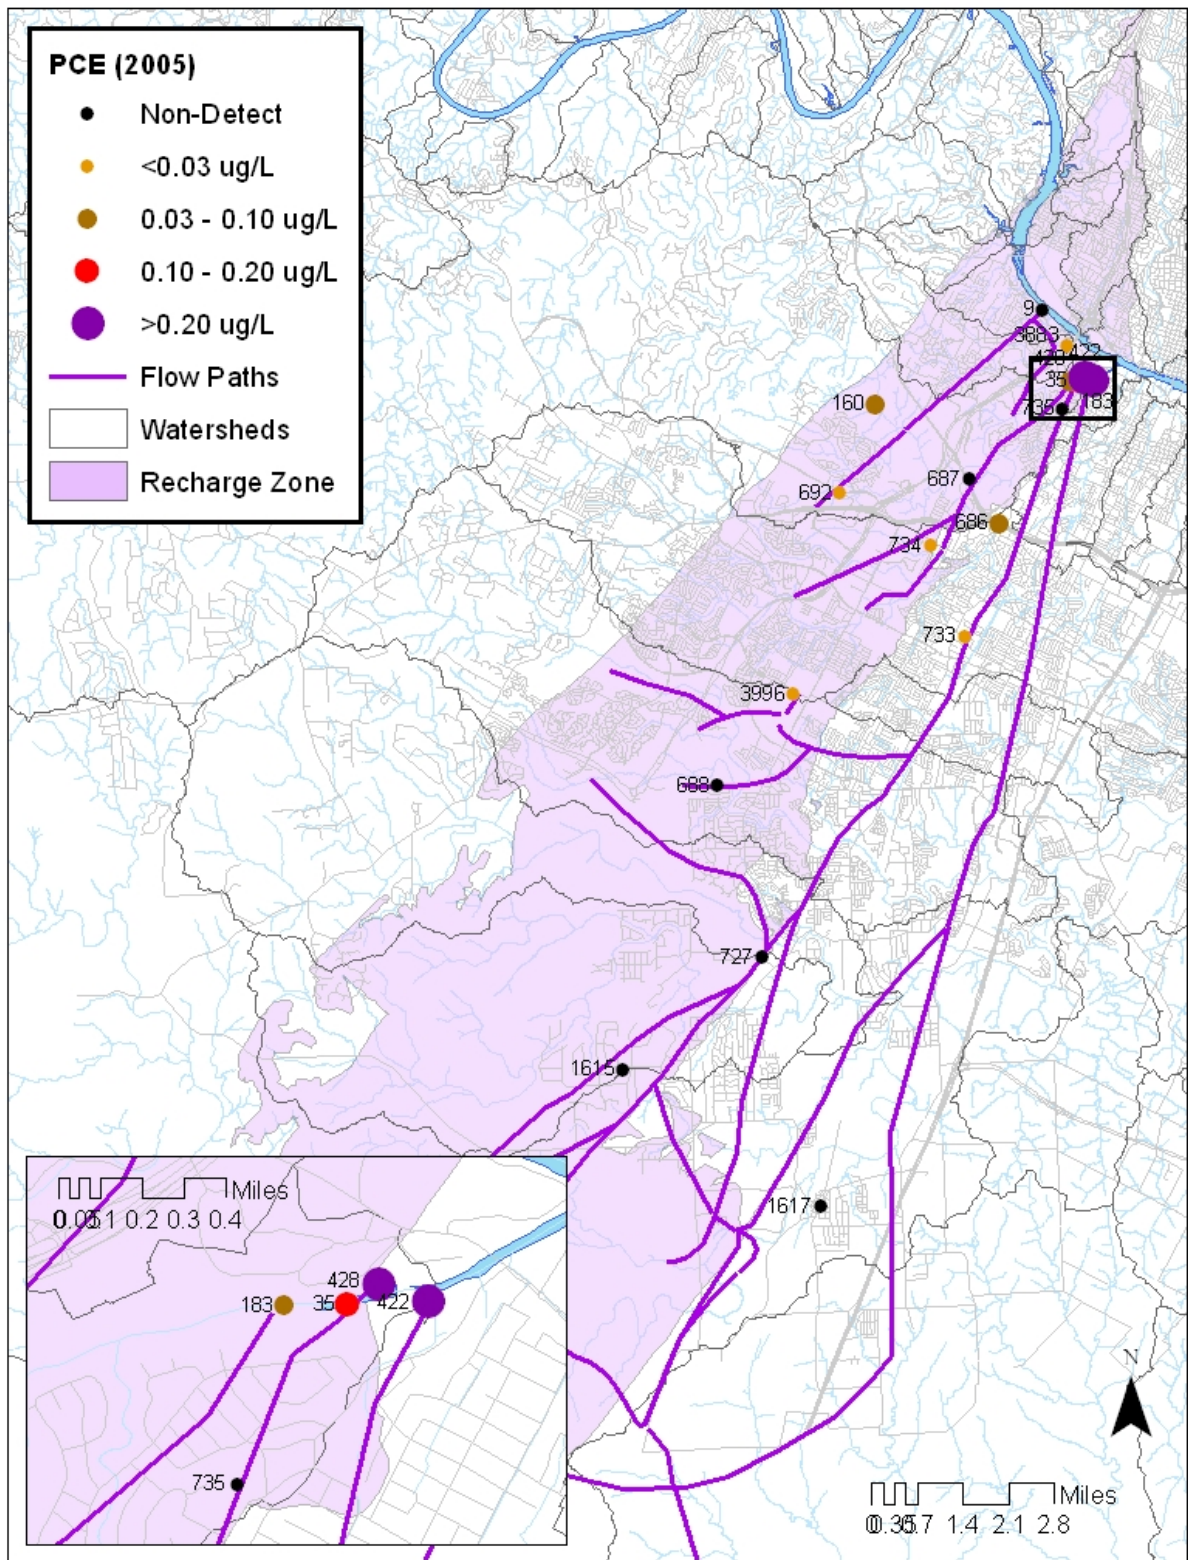 PCE (2005)
Non-Detect
<0.03 ug/L
0.03 - 0.10 ug/L
0.10 - 0.20 ug/L
>0.20 ug/L
Flow Paths
Watersheds
Recharge Zone
9
3883
422
428
35
183
735
160
692
687
686
734
733
3996
688
727
1615
1617
Miles
0.1 0.2 0.3 0.4
428
183
35
422
735
N
Miles
0.7 1.4 2.1 2.8